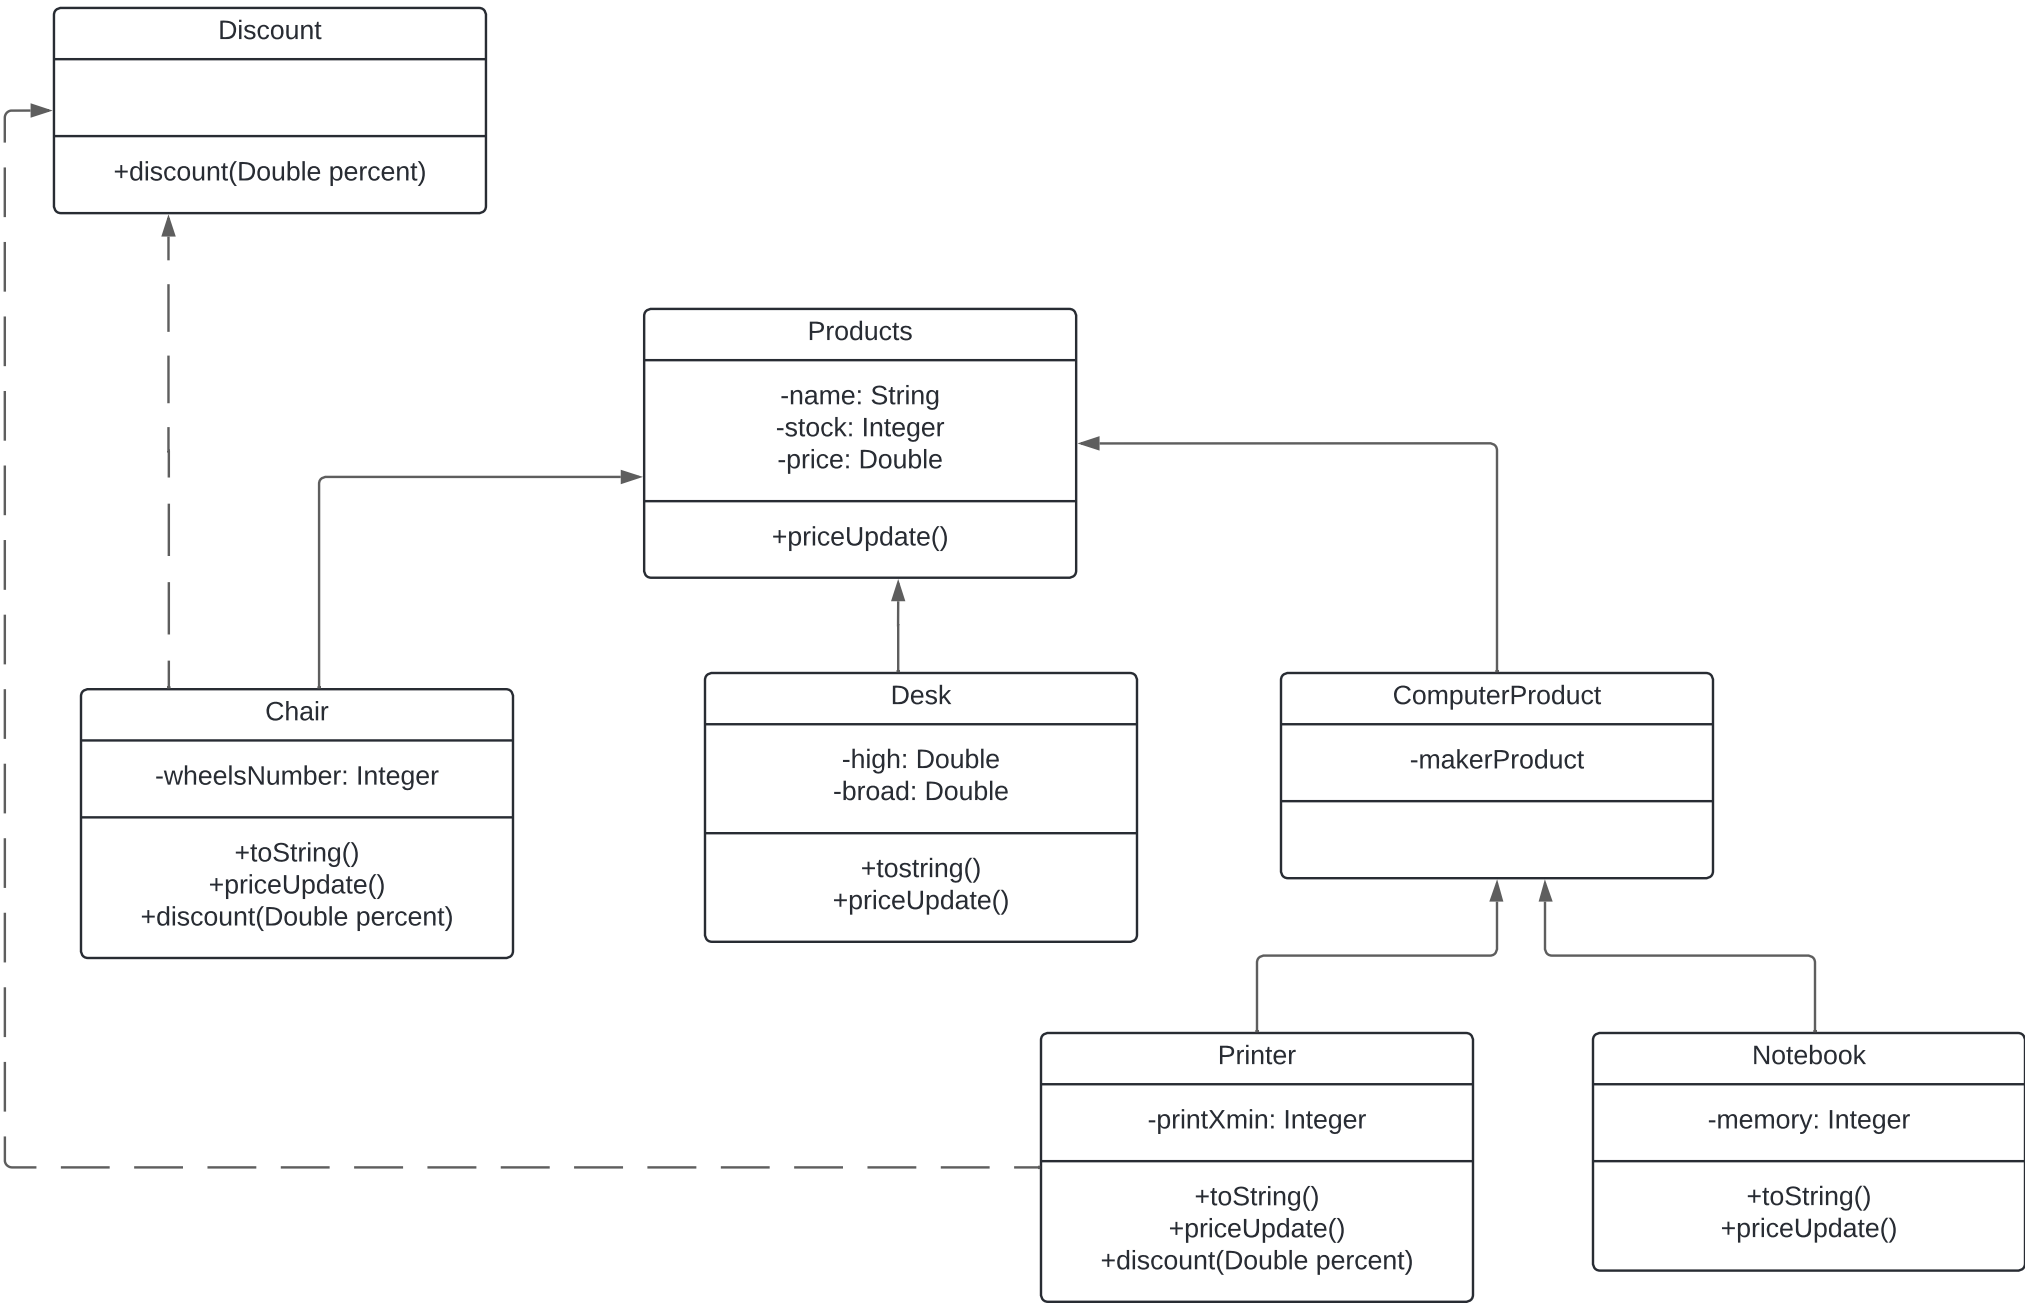 Discount
+discount(Double percent)
Products
-name: String
-stock: Integer
-price: Double
+priceUpdate()
Chair
-wheelsNumber: Integer
+toString()
+priceUpdate()
+discount(Double percent)
Desk
-high: Double
-broad: Double
+tostring()
+priceUpdate()
ComputerProduct
-makerProduct
Printer
-printXmin: Integer
+toString()
+priceUpdate()
+discount(Double percent)
Notebook
-memory: Integer
+toString()
+priceUpdate()